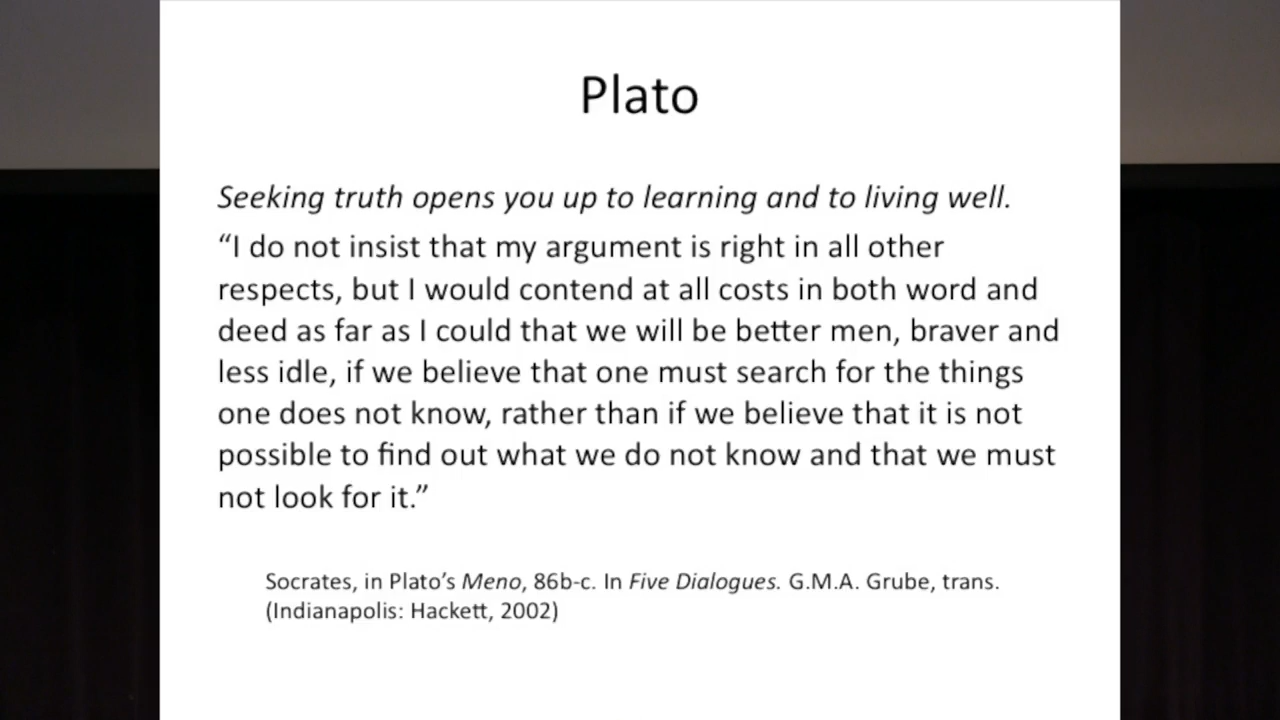 Plato
Seeking truth opens you up to learning and to living well.
“I do not insist that my argument is right in all other
respects, but I would contend at all costs in both word and
deed as far as I could that we will be better men, braver and
less idle, if we believe that one must search for the things
one does not know, rather than if we believe that it is not
possible to find out what we do not know and that we must
not look for it.”
Socrates, in Plato’s Meno, 86b-c. In Five Dialogues. G.M.A. Grube, trans.
(Indianapolis: Hackett, 2002)